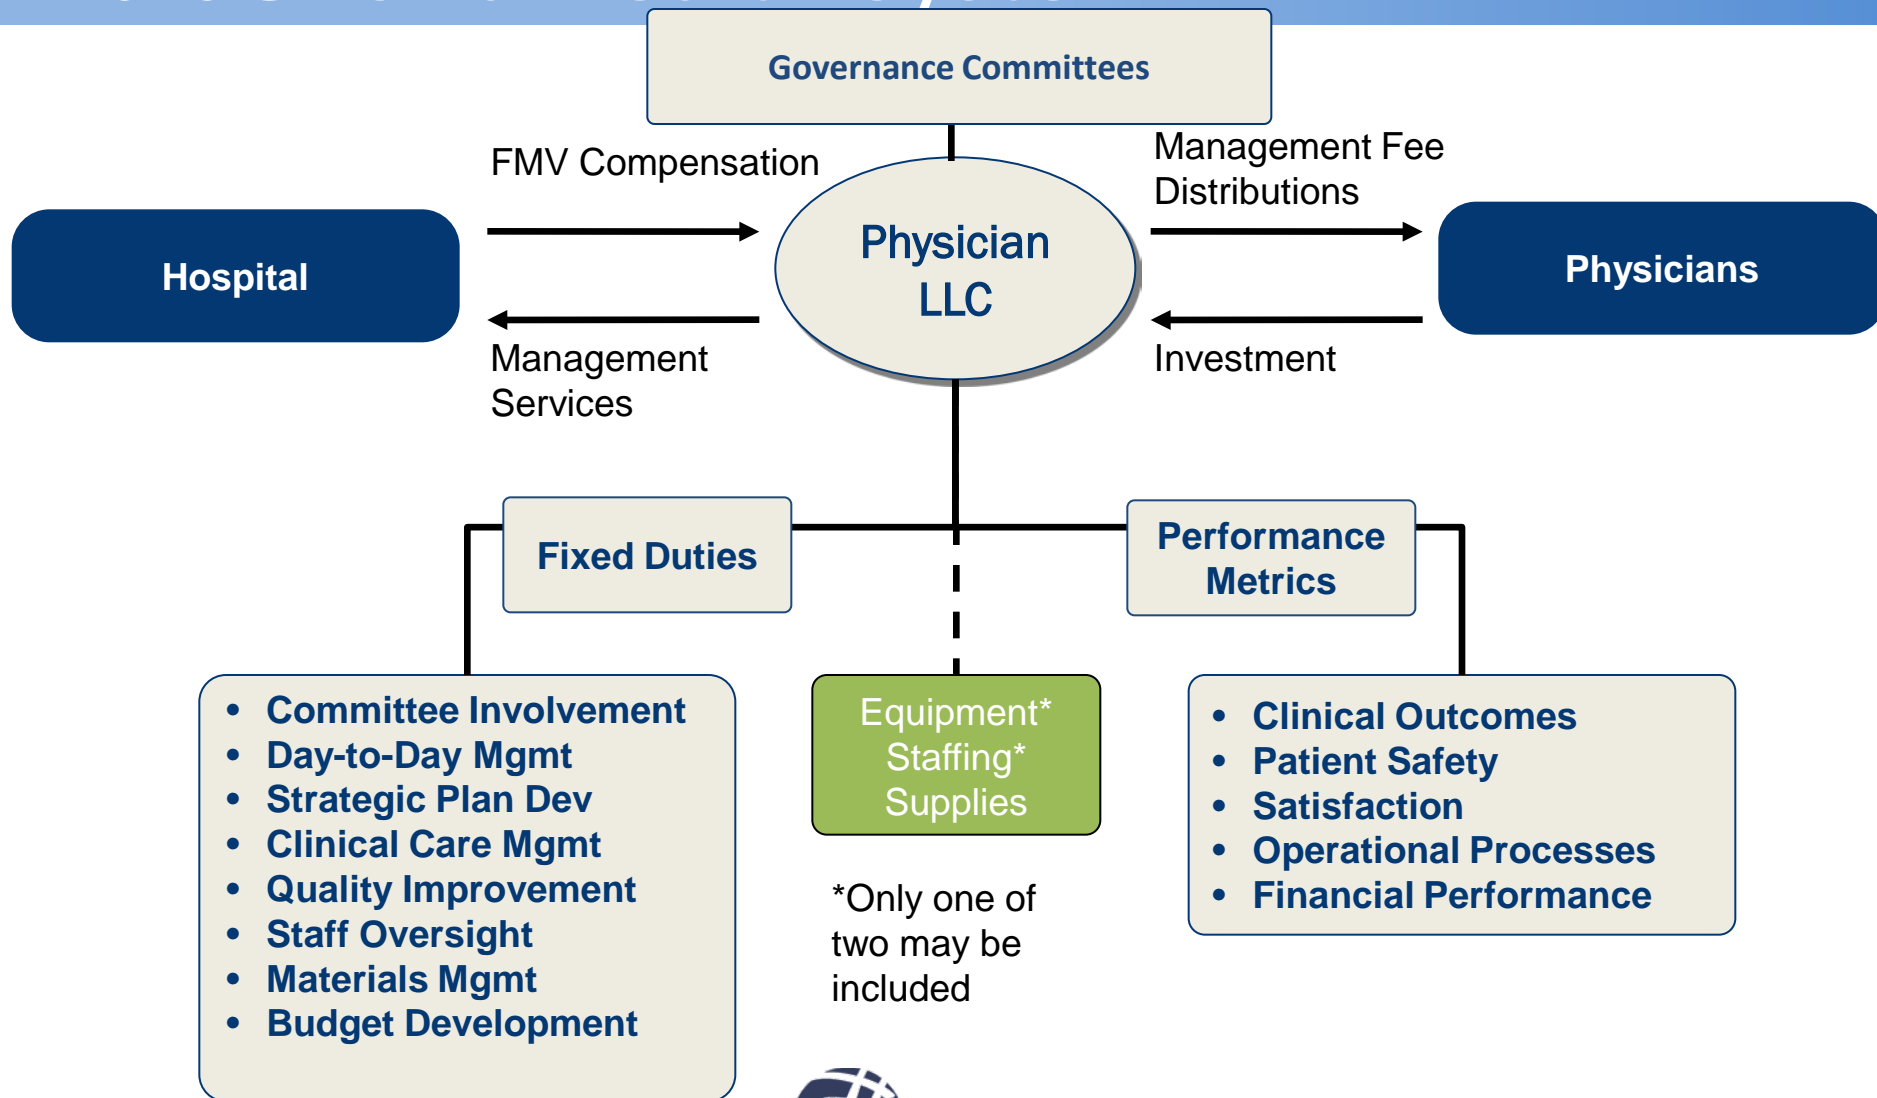 Governance Committees
FMV Compensation
Management Fee
Distributions
Hospital
Physician
LLC
Physicians
Management
Services
Investment
Fixed Duties
Performance
Metrics
• Committee Involvement
• Day-to-Day Mgmt
• Strategic Plan Dev
• Clinical Care Mgmt
• Quality Improvement
• Staff Oversight
• Materials Mgmt
• Budget Development
Equipment*
Staffing*
Supplies
*Only one of
two may be
included
• Clinical Outcomes
• Patient Safety
• Satisfaction
• Operational Processes
• Financial Performance